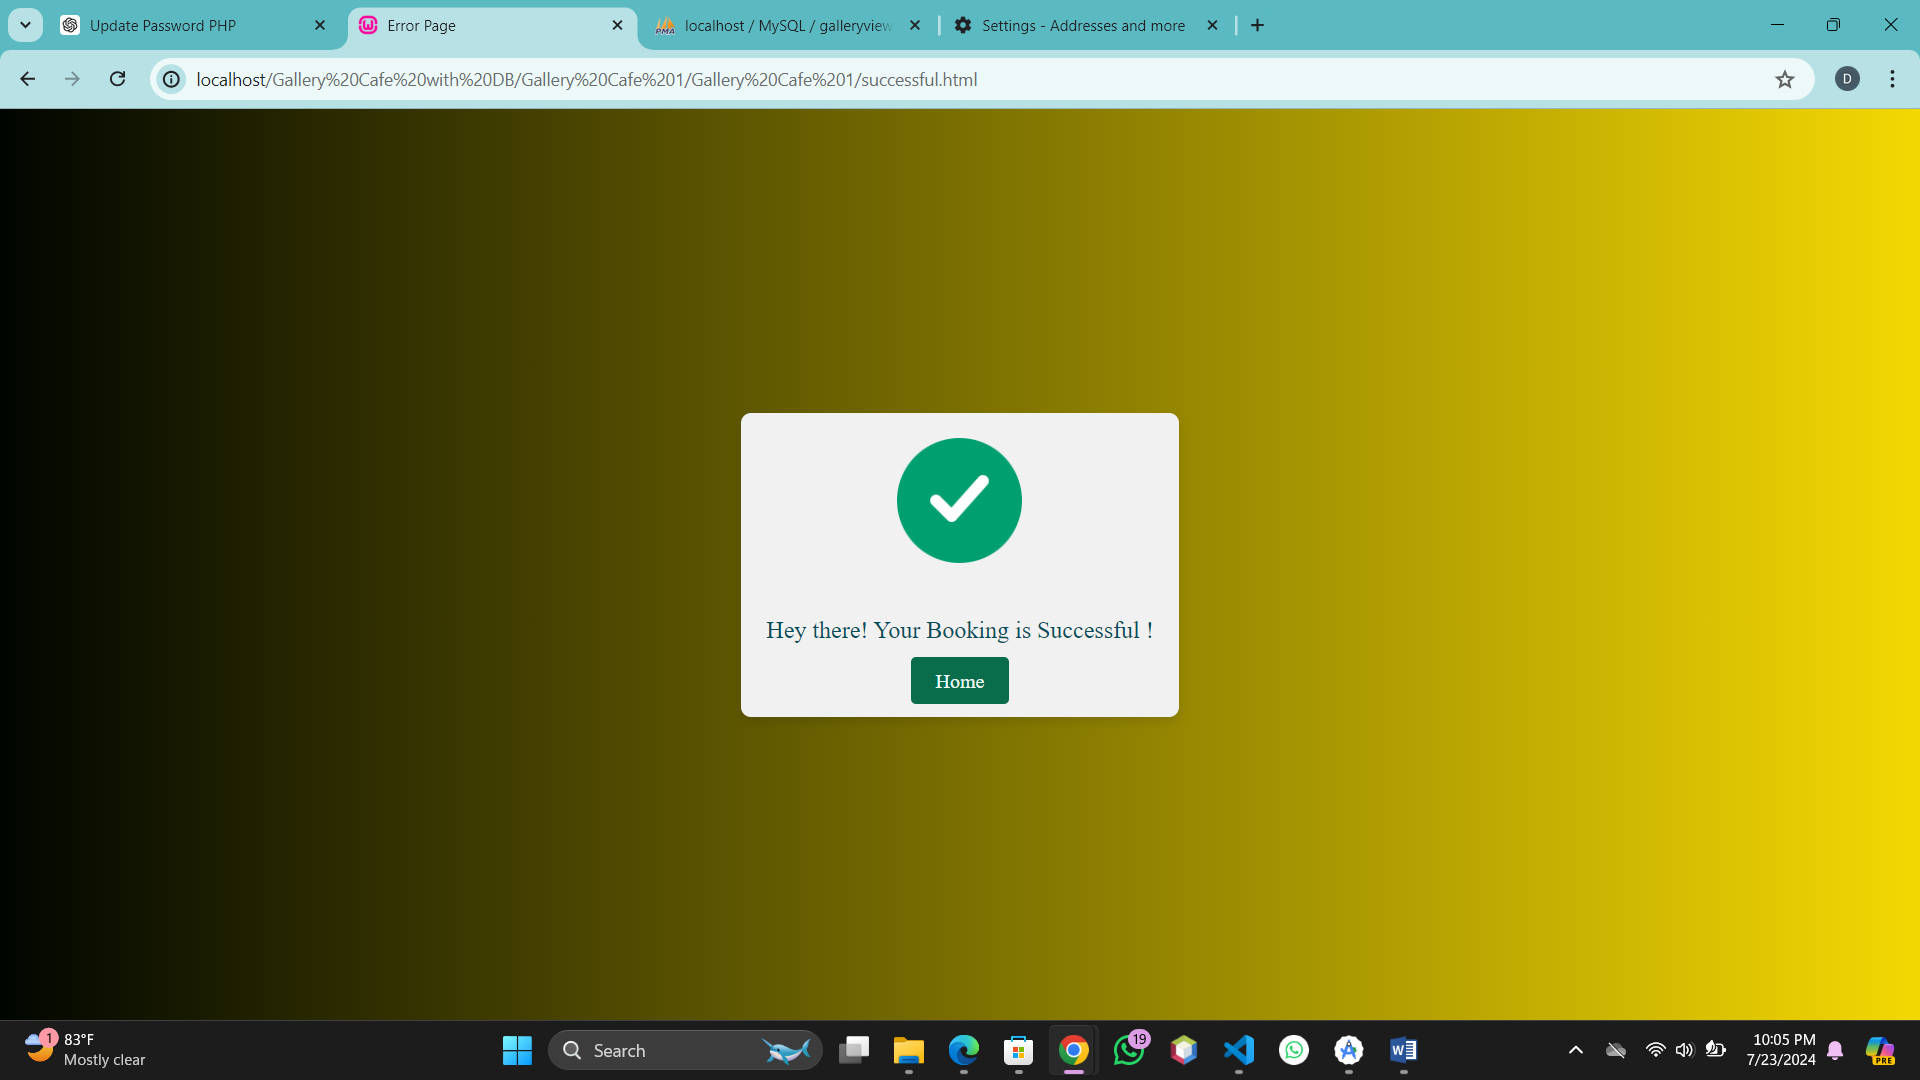 Update Password PHP
Error Page
localhost / MySQL / galleryview
Settings - Addresses and more
localhost/Gallery%20Cafe%20with%20DB/Gallery%20Cafe%201/Gallery%20Cafe%201/successful.html
D
Hey there! Your Booking is Successful !
Home
1
83°F
Mostly clear
Search
19
10:05 PM
7/23/2024
PRE